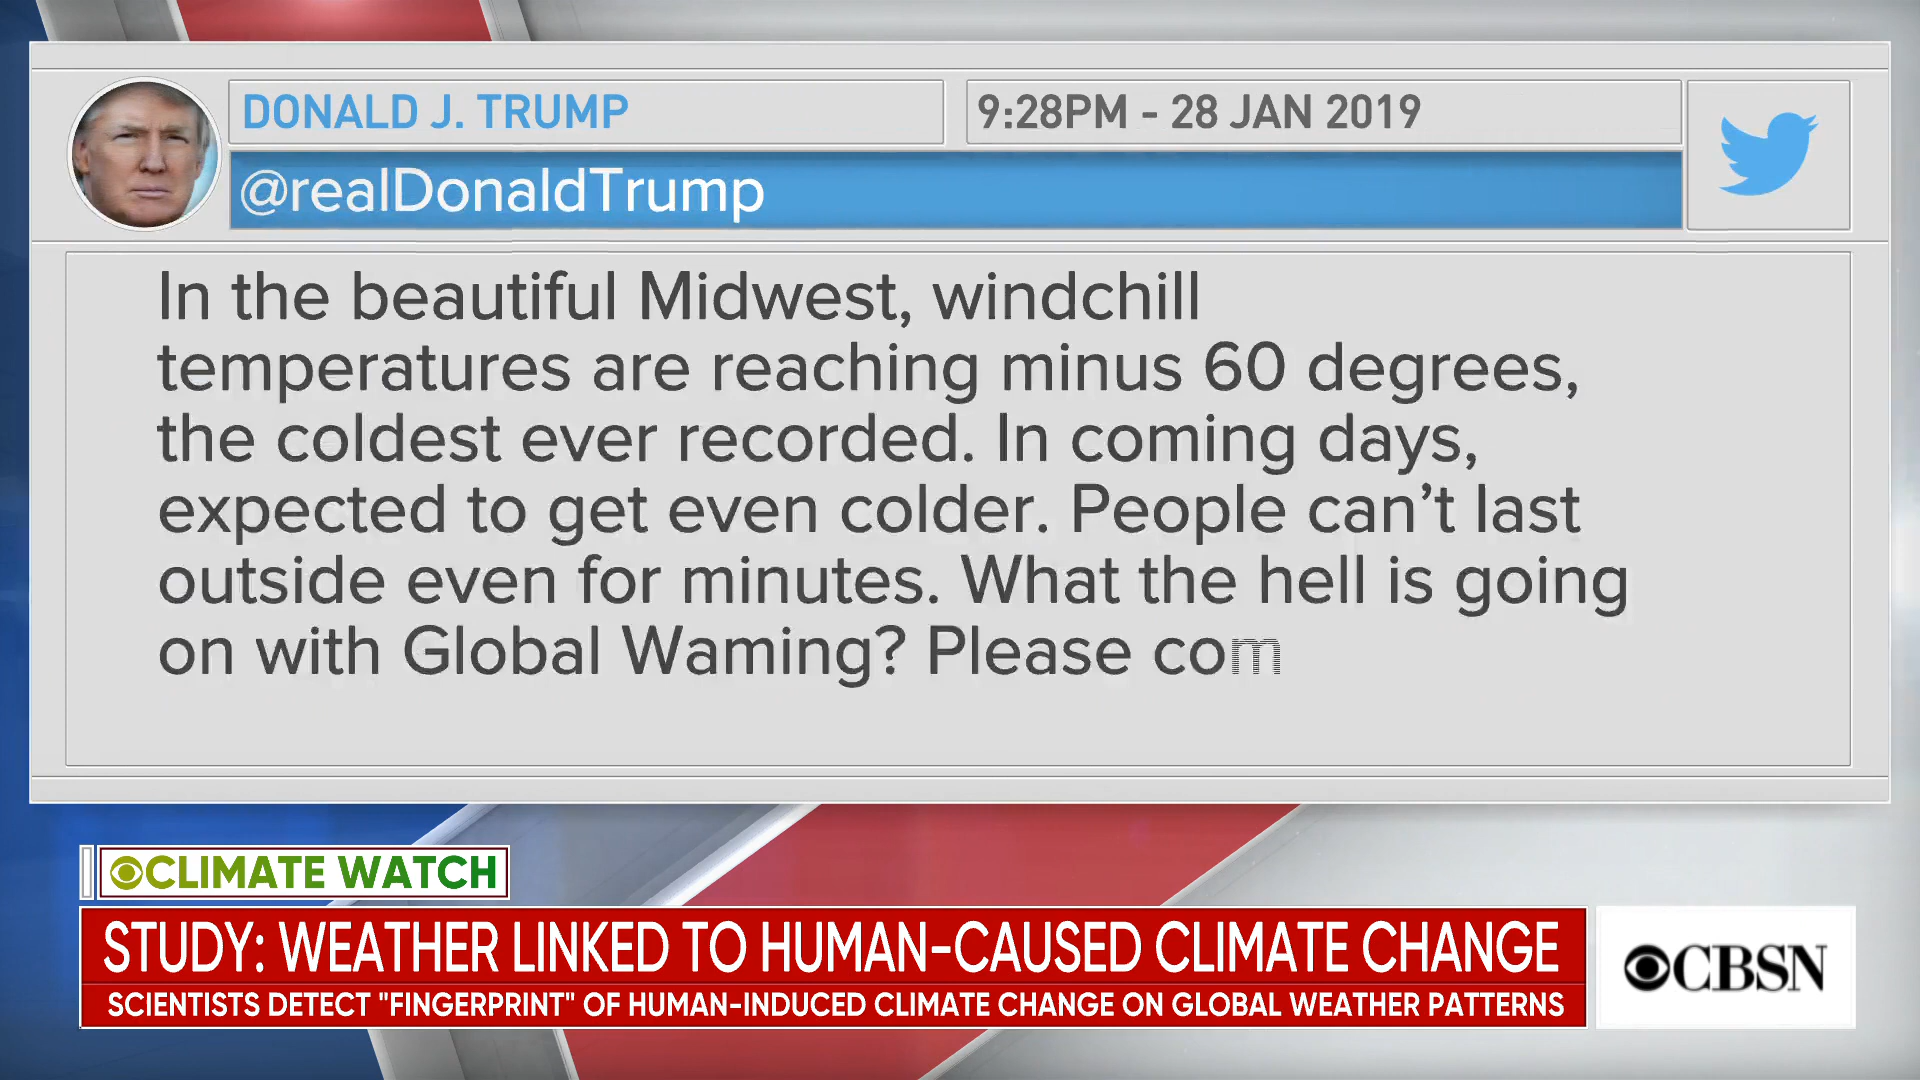 DONALD J. TRUMP
9:28PM - 28 JAN 2019
@realDonaldTrump
In the beautiful Midwest, windchill
temperatures are reaching minus 60 degrees,
the coldest ever recorded. In coming days,
expected to get even colder. People can’t last
outside even for minutes. What the hell is going
on with Global Waming? Please com
CLIMATE WATCH
STUDY: WEATHER LINKED TO HUMAN-CAUSED CLIMATE CHANGE
SCIENTISTS DETECT "FINGERPRINT" OF HUMAN-INDUCED CLIMATE CHANGE ON GLOBAL WEATHER PATTERNS
CBSN